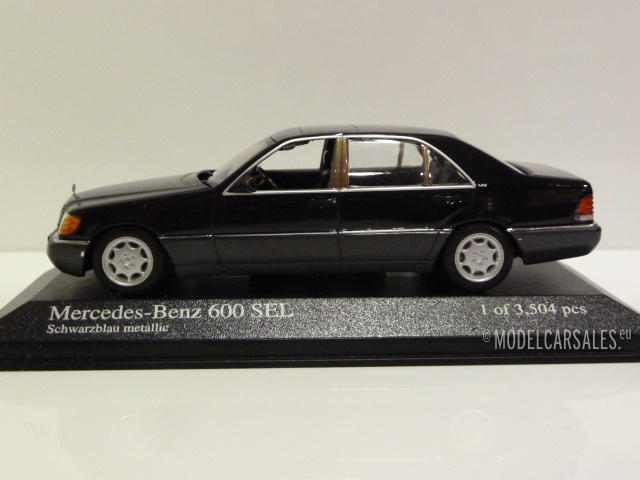 Mercedes-Benz 600 SEL
1 of 3.504 pcs
Schwarzblau metallic
© MODELCARSALES.eu